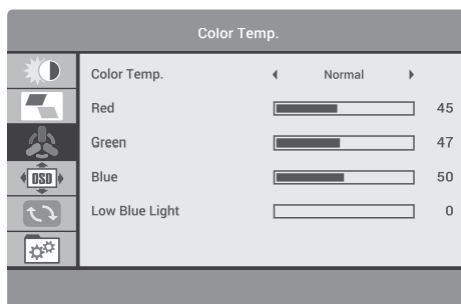 Color Temp.
Color Temp. Normal
Red 45
Green 47
Blue 50
OSD
Low Blue Light 0